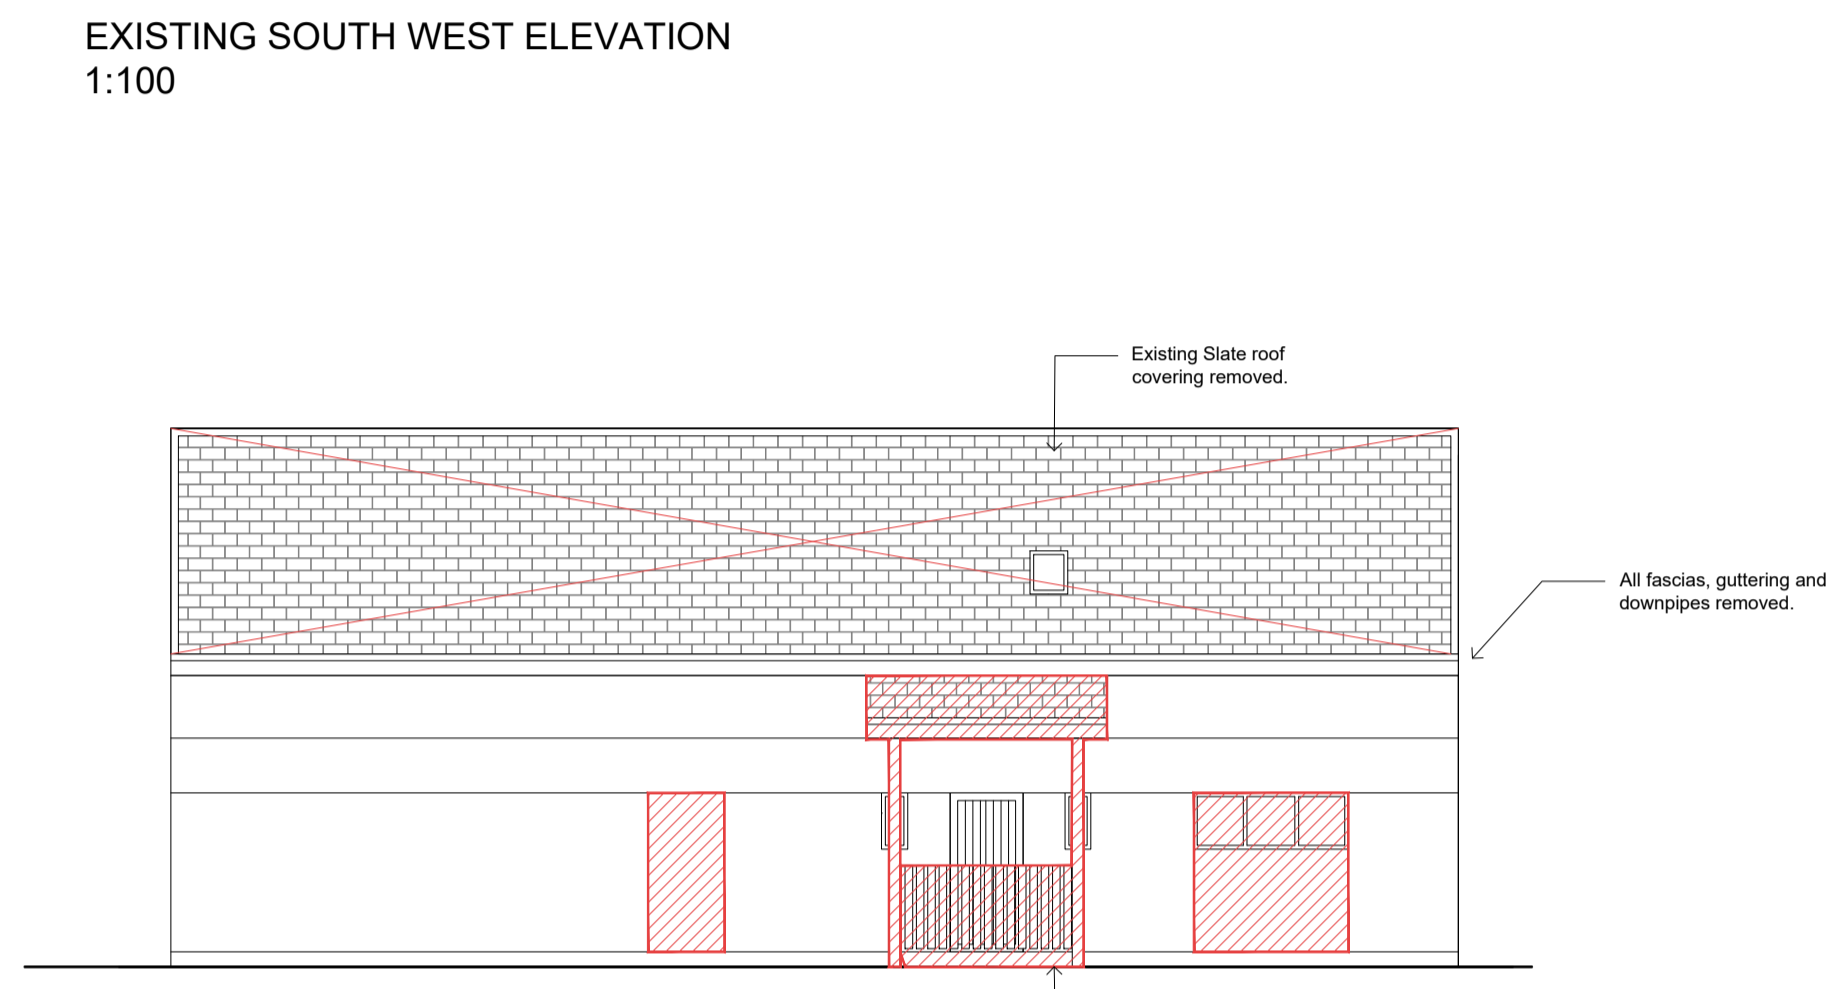 EXISTING SOUTH WEST ELEVATION
1:100
Existing Slate roof
covering removed.
All fascias, guttering and
downpipes removed.